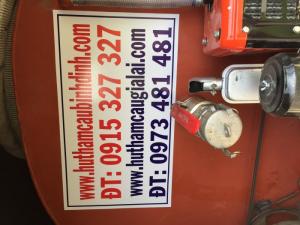 www.huthamcaubinhdinh.com
ĐT: 0915 327 327
www.huthamcaugialai.com
ĐT: 0973 481 481